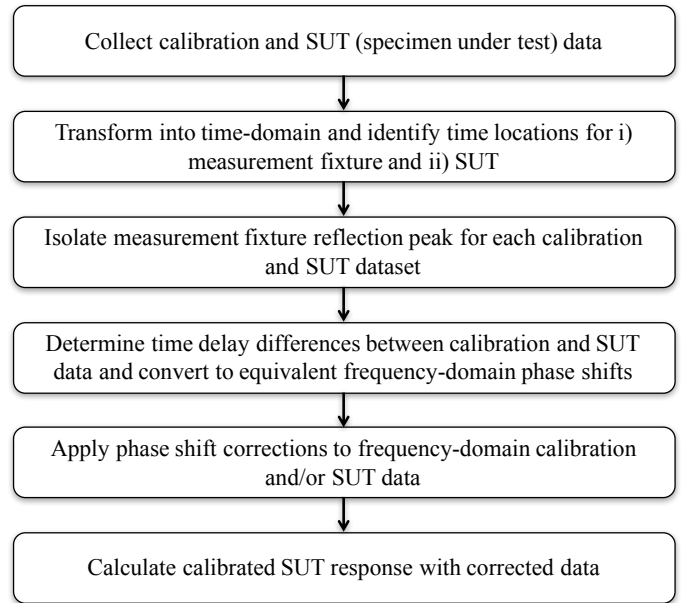 Collect calibration and SUT (specimen under test) data
Transform into time-domain and identify time locations for i)
measurement fixture and ii) SUT
Isolate measurement fixture reflection peak for each calibration
and SUT dataset
Determine time delay differences between calibration and SUT
data and convert to equivalent frequency-domain phase shifts
Apply phase shift corrections to frequency-domain calibration
and/or SUT data
Calculate calibrated SUT response with corrected data